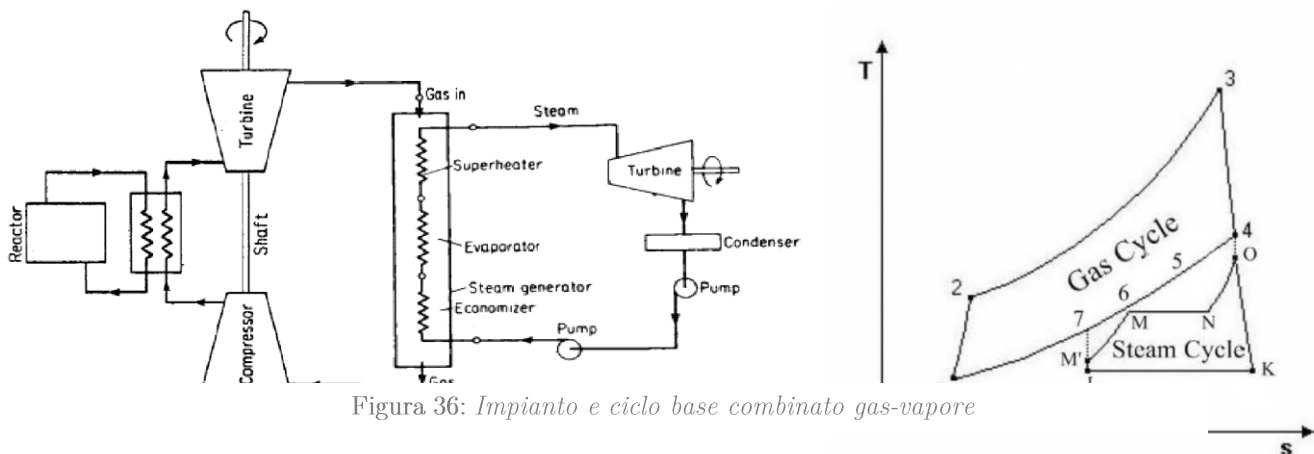 Turbine
Gas in
Steam
Superheater
Turbine
Reactor
Shaft
Evaporator
Condenser
Steam generator
Economizer
Pump
Pump
Compressor
Gas
T
3
Gas Cycle
4
O
5
2
6
7
M
N
M'
Steam Cycle
K
s
Figura 36: Impianto e ciclo base combinato gas-vapore